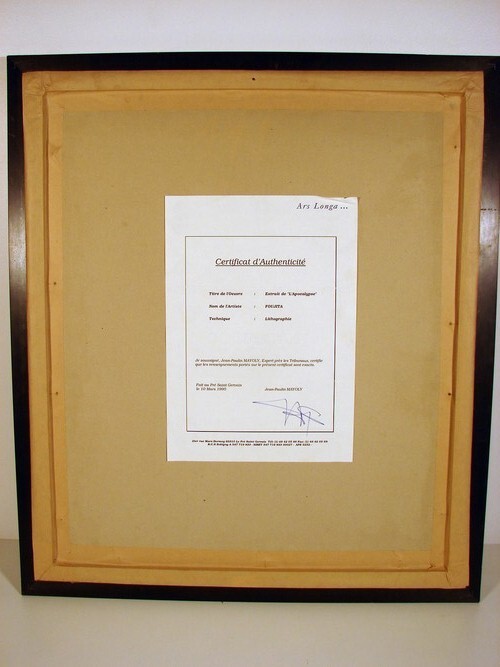 Ars Longa ...
Certificat d'Authenticité
Titre de l'Oeuvre : Extrait de "L'Apocalypse"
Nom de l'Artiste : FOUJITA
Technique : Lithographie
Je soussigné, Jean-Paulin MAYOLY, Expert près les Tribunaux, certifie
que les renseignements portés sur le présent certificat sont exacts.
Fait au Pré Saint Gervais
le 10 Mars 1995. Jean-Paulin MAYOLY